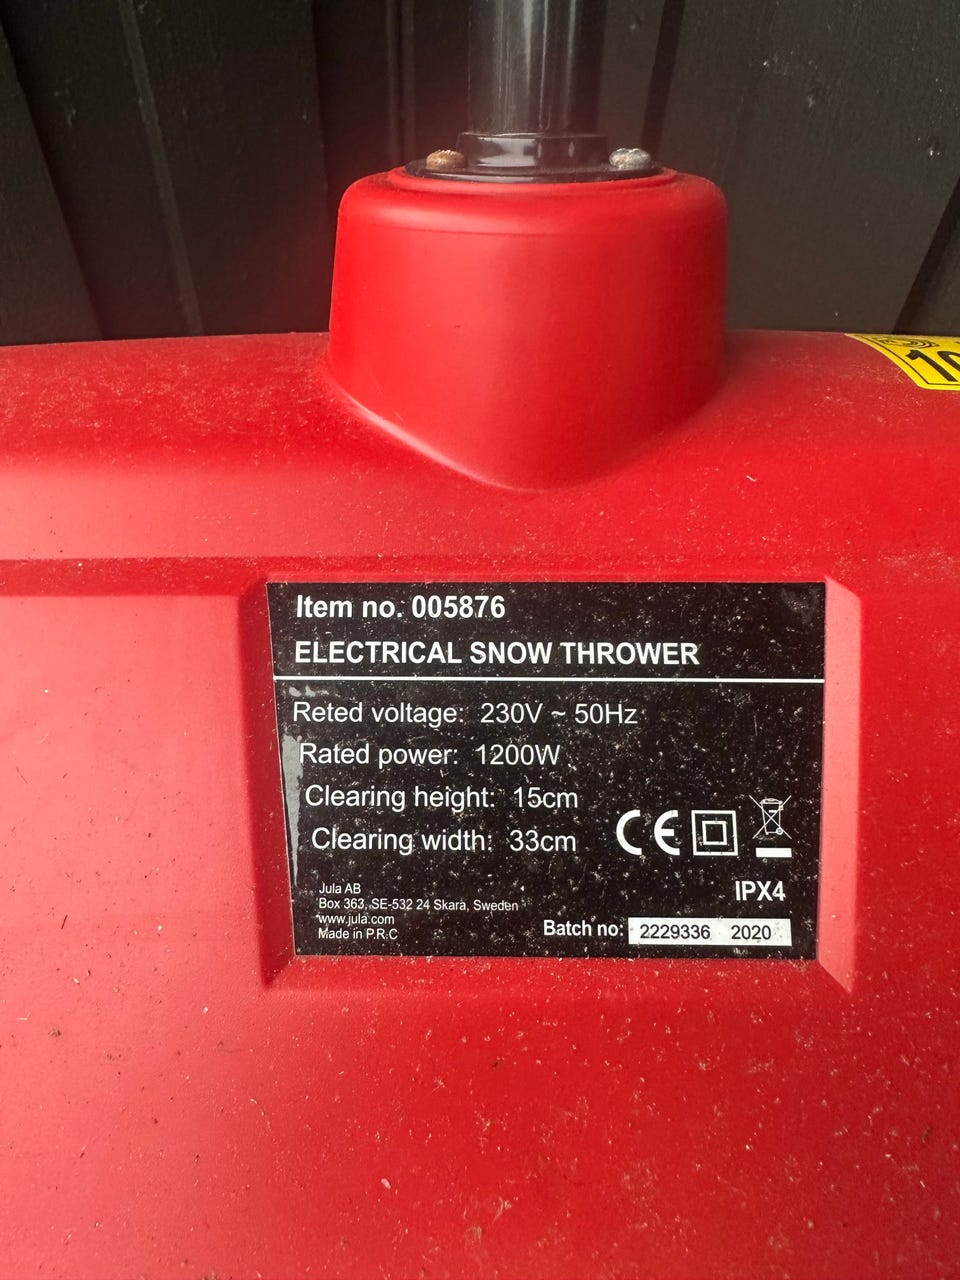 10
Item no. 005876
ELECTRICAL SNOW THROWER
Reted voltage: 230V ~ 50Hz
Rated power: 1200W
Clearing height: 15cm
Clearing width: 33cm
CE
IPX4
Jula AB
Box 363, SE-532 24 Skara, Sweden
www.jula.com
Made in P.R.C
Batch no: 2229336 2020